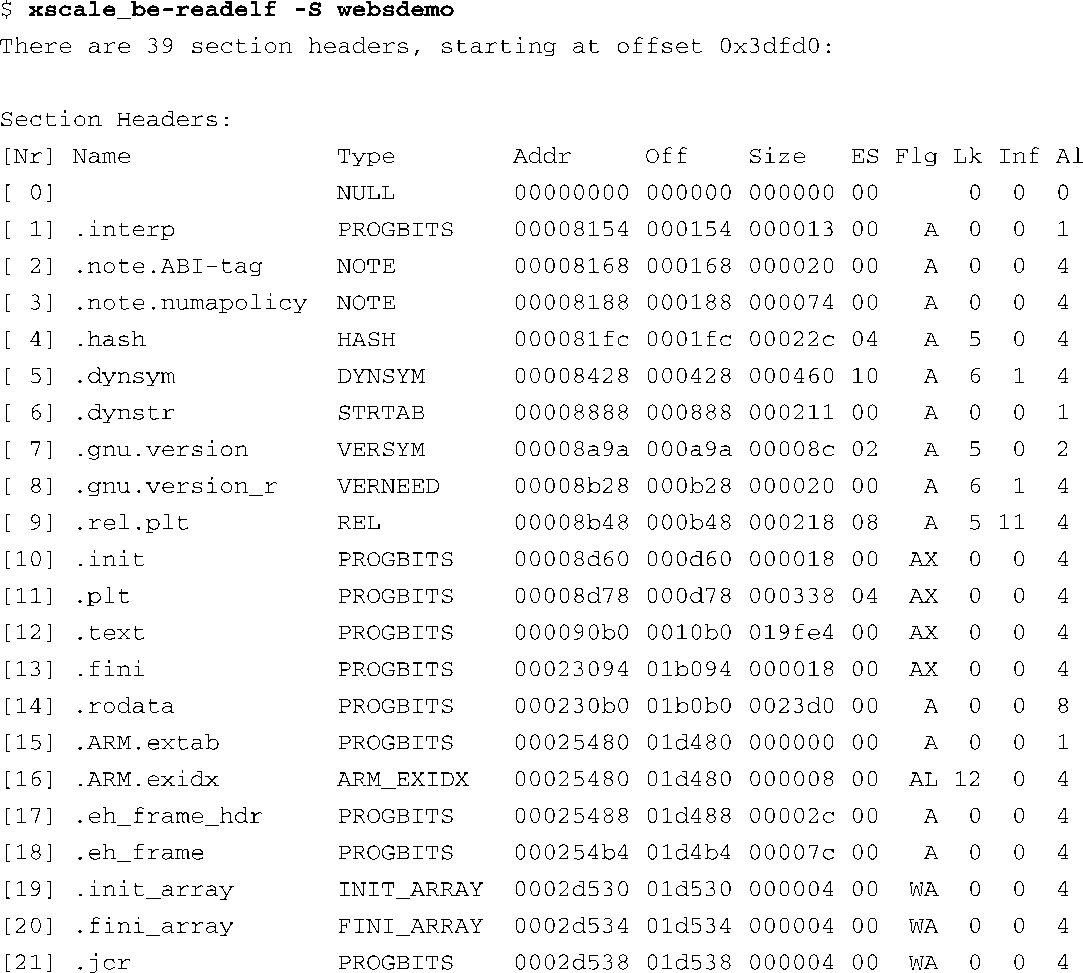 $ xscale_be-readelf -S websdemo
There are 39 section headers, starting at offset 0x3dfd0:
Section Headers:
[Nr] Name Type Addr Off Size ES Flg Lk Inf Al
[ 0] NULL 00000000 000000 000000 00 0 0 0
[ 1] .interp PROGBITS 00008154 000154 000013 00 A 0 0 1
[ 2] .note.ABI-tag NOTE 00008168 000168 000020 00 A 0 0 4
[ 3] .note.numapolicy NOTE 00008188 000188 000074 00 A 0 0 4
[ 4] .hash HASH 000081fc 0001fc 00022c 04 A 5 0 4
[ 5] .dynsym DYNSYM 00008428 000428 000460 10 A 6 1 4
[ 6] .dynstr STRTAB 00008888 000888 000211 00 A 0 0 1
[ 7] .gnu.version VERSYM 00008a9a 000a9a 00008c 02 A 5 0 2
[ 8] .gnu.version_r VERNEED 00008b28 000b28 000020 00 A 6 1 4
[ 9] .rel.plt REL 00008b48 000b48 000218 08 A 5 11 4
[10] .init PROGBITS 00008d60 000d60 000018 00 AX 0 0 4
[11] .plt PROGBITS 00008d78 000d78 000338 04 AX 0 0 4
[12] .text PROGBITS 000090b0 0010b0 019fe4 00 AX 0 0 4
[13] .fini PROGBITS 00023094 01b094 000018 00 AX 0 0 4
[14] .rodata PROGBITS 000230b0 01b0b0 0023d0 00 A 0 0 8
[15] .ARM.extab PROGBITS 00025480 01d480 000000 00 A 0 0 1
[16] .ARM.exidx ARM_EXIDX 00025480 01d480 000008 00 AL 12 0 4
[17] .eh_frame_hdr PROGBITS 00025488 01d488 00002c 00 A 0 0 4
[18] .eh_frame PROGBITS 000254b4 01d4b4 00007c 00 A 0 0 4
[19] .init_array INIT_ARRAY 0002d530 01d530 000004 00 WA 0 0 4
[20] .fini_array FINI_ARRAY 0002d534 01d534 000004 00 WA 0 0 4
[21] .jcr PROGBITS 0002d538 01d538 000004 00 WA 0 0 4